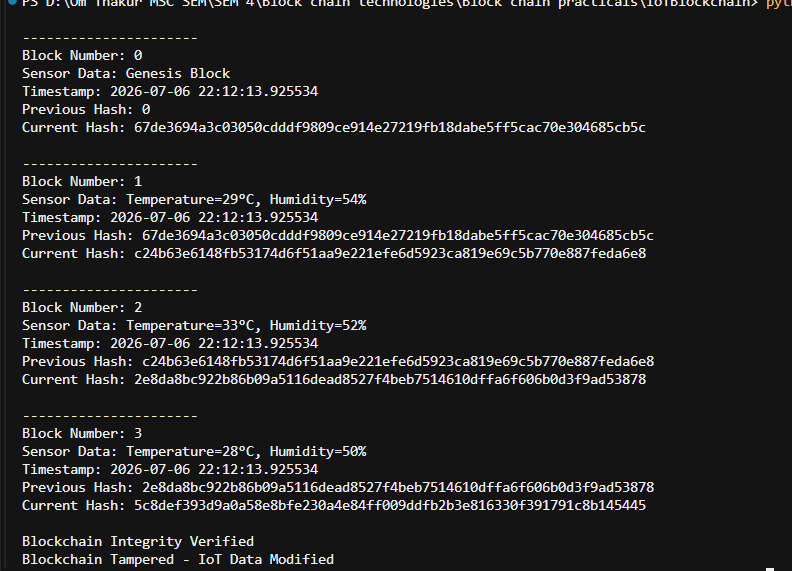 PS D:\Om Thakur MSC SEM\SEM 4\Block chain technologies\Block chain practicals\IoTBlockchain> pyt
----------------------
Block Number: 0
Sensor Data: Genesis Block
Timestamp: 2026-07-06 22:12:13.925534
Previous Hash: 0
Current Hash: 67de3694a3c03050cdddf9809ce914e27219fb18dabe5ff5cac70e304685cb5c
----------------------
Block Number: 1
Sensor Data: Temperature=29°C, Humidity=54%
Timestamp: 2026-07-06 22:12:13.925534
Previous Hash: 67de3694a3c03050cdddf9809ce914e27219fb18dabe5ff5cac70e304685cb5c
Current Hash: c24b63e6148fb53174d6f51aa9e221efe6d5923ca819e69c5b770e887feda6e8
----------------------
Block Number: 2
Sensor Data: Temperature=33°C, Humidity=52%
Timestamp: 2026-07-06 22:12:13.925534
Previous Hash: c24b63e6148fb53174d6f51aa9e221efe6d5923ca819e69c5b770e887feda6e8
Current Hash: 2e8da8bc922b86b09a5116dead8527f4beb7514610dffa6f606b0d3f9ad53878
----------------------
Block Number: 3
Sensor Data: Temperature=28°C, Humidity=50%
Timestamp: 2026-07-06 22:12:13.925534
Previous Hash: 2e8da8bc922b86b09a5116dead8527f4beb7514610dffa6f606b0d3f9ad53878
Current Hash: 5c8def393d9a0a58e8bfe230a4e84ff009ddfb2b3e816330f391791c8b145445
Blockchain Integrity Verified
Blockchain Tampered - IoT Data Modified